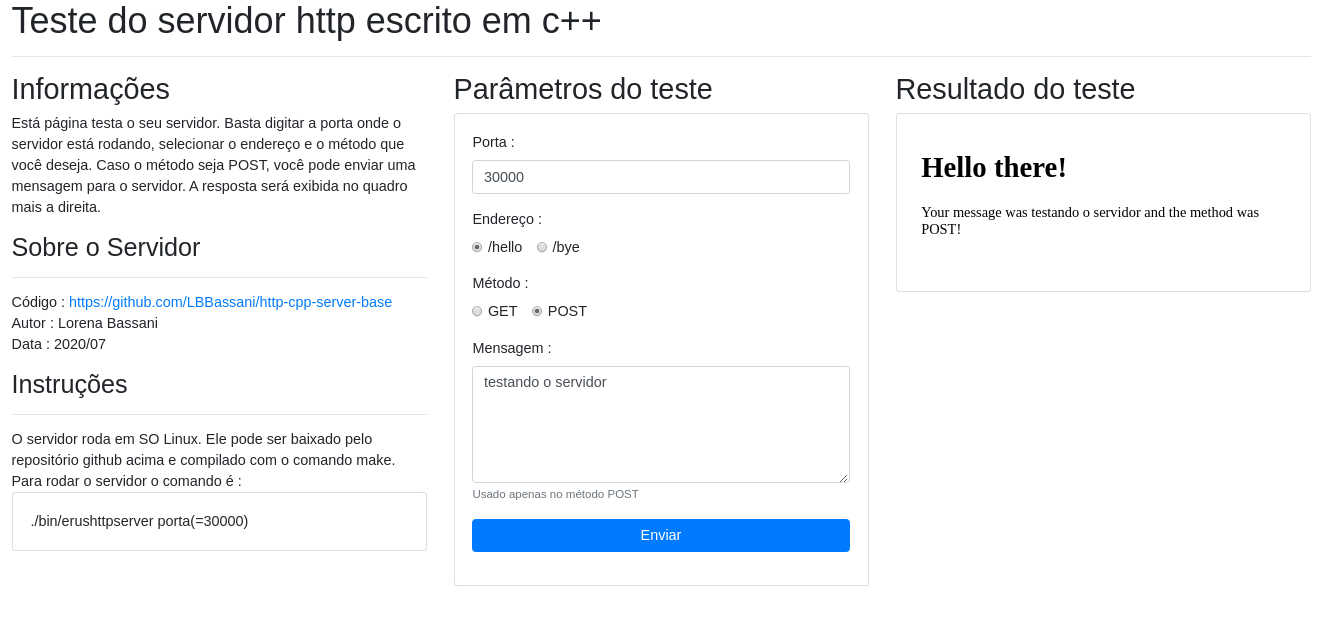 Teste do servidor http escrito em c++
Informações
Está página testa o seu servidor. Basta digitar a porta onde o
servidor está rodando, selecionar o endereço e o método que
você deseja. Caso o método seja POST, você pode enviar uma
mensagem para o servidor. A resposta será exibida no quadro
mais a direita.
Sobre o Servidor
Código : https://github.com/LBBassani/http-cpp-server-base
Autor : Lorena Bassani
Data : 2020/07
Instruções
O servidor roda em SO Linux. Ele pode ser baixado pelo
repositório github acima e compilado com o comando make.
Para rodar o servidor o comando é :
./bin/erushttpserver porta(=30000)
Parâmetros do teste
Porta :
30000
Endereço :
/hello /bye
Método :
GET POST
Mensagem :
testando o servidor
Usado apenas no método POST
Enviar
Resultado do teste
Hello there!
Your message was testando o servidor and the method was
POST!